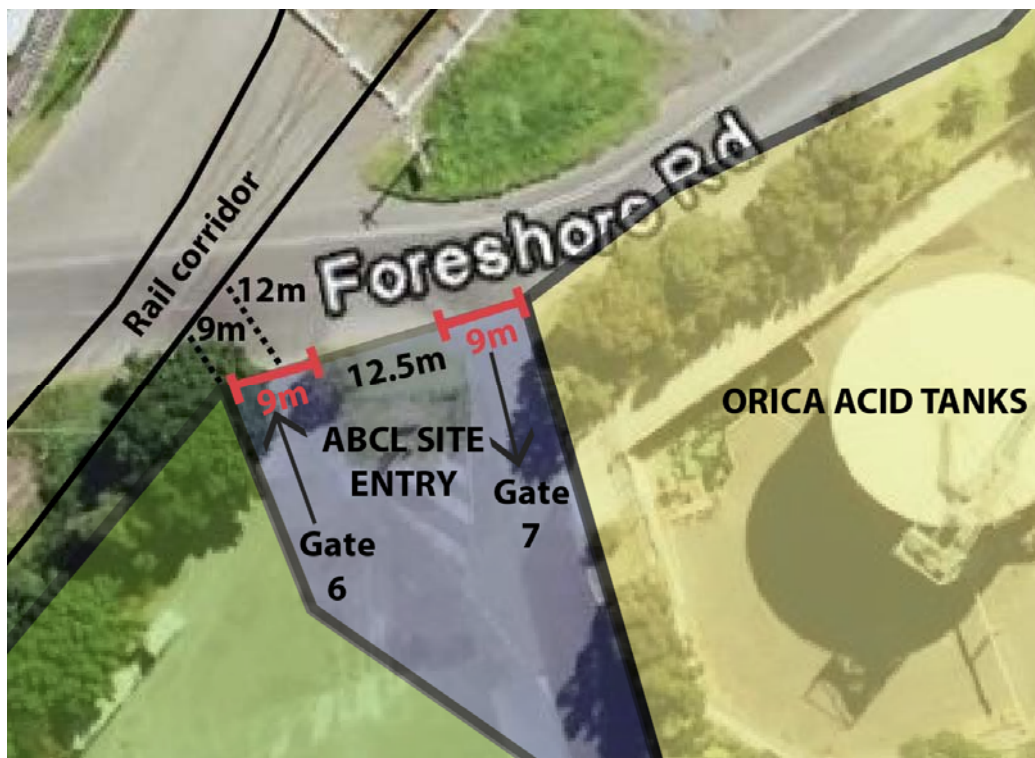 Rail corridor
Foreshore Rd
12m
9m
9m
12.5m
9m
ABCL SITE
ENTRY
Gate
6
Gate
7
ORICA ACID TANKS